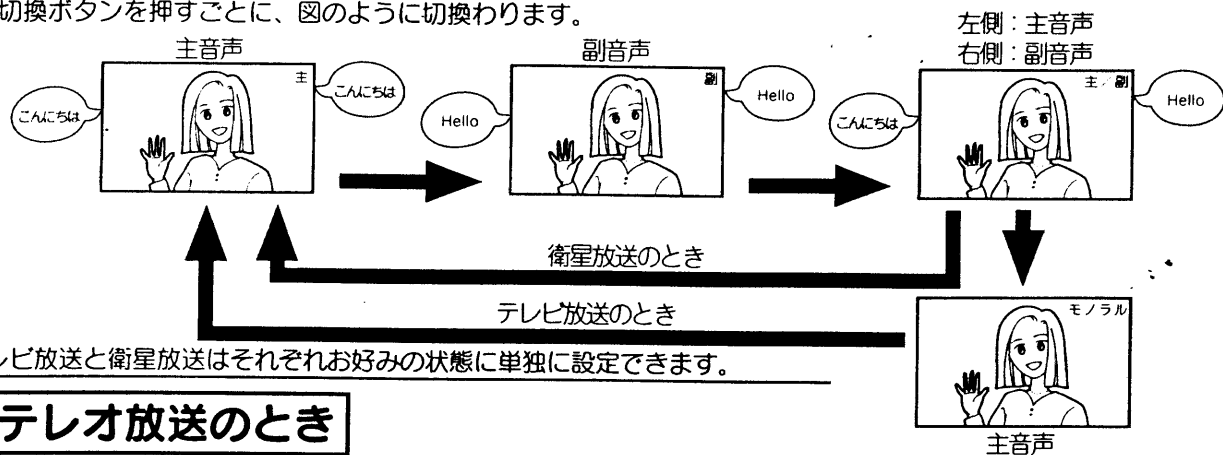 切換ボタンを押すごとに、図のように切換わります。
主音声
副音声
左側：主音声
右側：副音声
こんにちは
主
こんにちは
Hello
副
Hello
こんにちは
主／副
Hello
衛星放送のとき
テレビ放送のとき
モノラル
主音声
レビ放送と衛星放送はそれぞれお好みの状態に単独に設定できます。
テレオ放送のとき